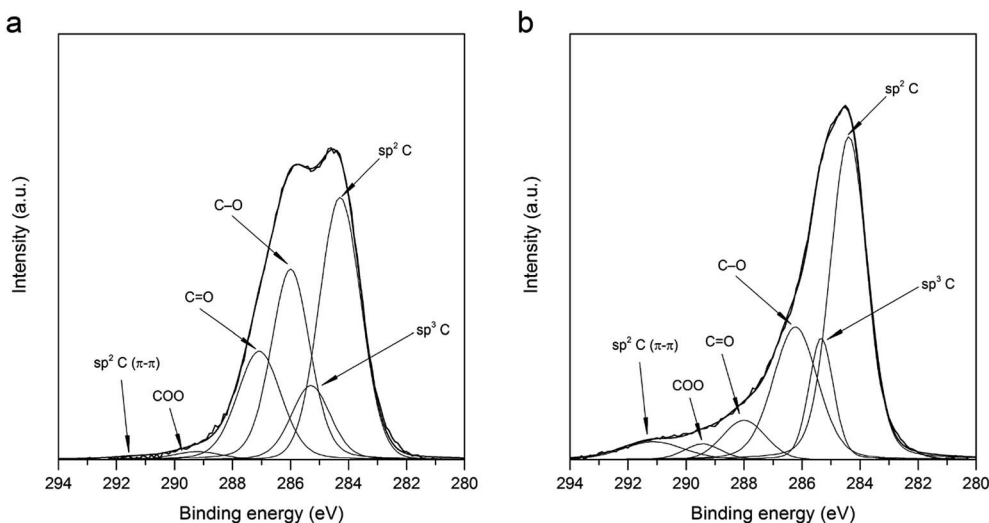 a
Intensity (a.u.)
sp² C
C–O
C=O
sp³ C
sp² C (π-π)
COO
294 292 290 288 286 284 282 280
Binding energy (eV)
b
Intensity (a.u.)
sp² C
C–O
sp³ C
C=O
sp² C (π-π)
COO
294 292 290 288 286 284 282 280
Binding energy (eV)